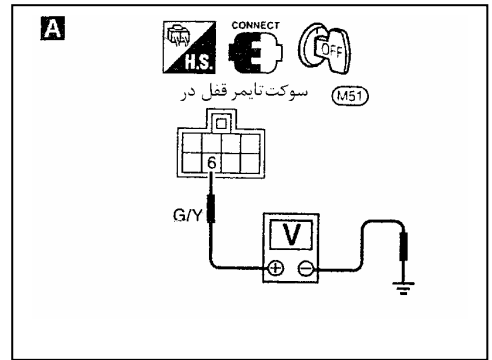 A
CONNECT
H.S.
OFF
سوکت تایمر قفل در
M51
6
G/Y
V
⊕ ⊖